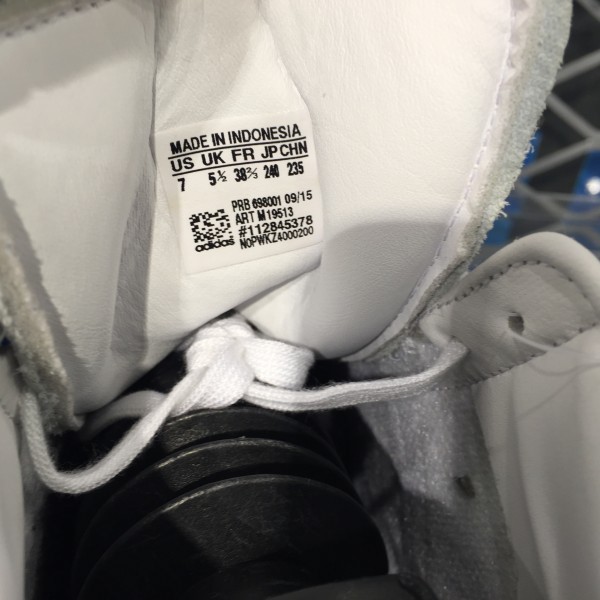 MADE IN INDONESIA
US UK FR JP CHN
7 5½ 38⅔ 240 235
PRB 698001 09/15
ART M19513
#112845378
adidas N0PWKZ4000200